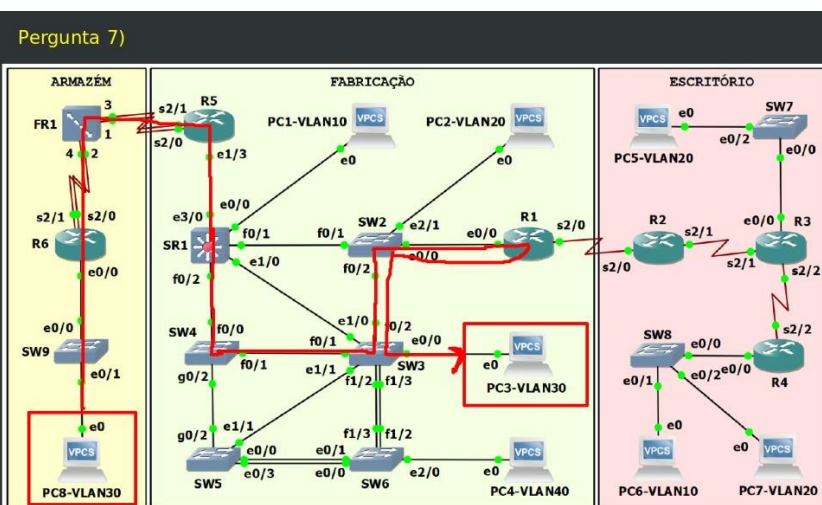 Pergunta 7)
ARMAZÉM
FABRICAÇÃO
ESCRITÓRIO
FR1
3
1
4
2
s2/1
s2/0
R5
e1/3
PC1-VLAN10
VPCS
e0
PC2-VLAN20
VPCS
e0
PC5-VLAN20
VPCS
e0
e0/2
SW7
e0/0
s2/1
s2/0
R6
e0/0
e3/0
e0/0
SR1
f0/1
e1/0
f0/2
f0/1
SW2
e2/1
e0/0
e0/0
f0/2
R1
s2/0
s2/0
R2
s2/1
s2/1
e0/0
R3
s2/2
e0/0
SW9
e0/1
SW4
f0/0
f0/1
g0/2
f0/1
e1/0
f0/2
e0/0
SW3
e1/1
f1/2
f1/3
e0
VPCS
PC3-VLAN30
SW8
e0/0
e0/1
e0/2
e0/0
s2/2
R4
e0
VPCS
PC8-VLAN30
g0/2
e1/1
e0/0
e0/3
SW5
e0/1
e0/0
f1/3
f1/2
SW6
e2/0
e0
VPCS
PC4-VLAN40
e0
VPCS
PC6-VLAN10
e0
VPCS
PC7-VLAN20